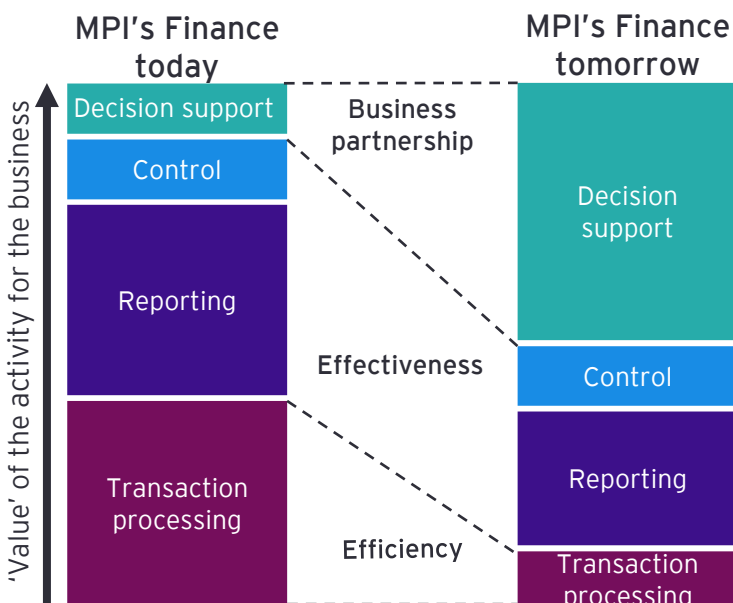 MPI's Finance
today
MPI's Finance
tomorrow
'Value' of the activity for the business
Decision support
Control
Reporting
Transaction
processing
Business
partnership
Effectiveness
Efficiency
Decision
support
Control
Reporting
Transaction
processing